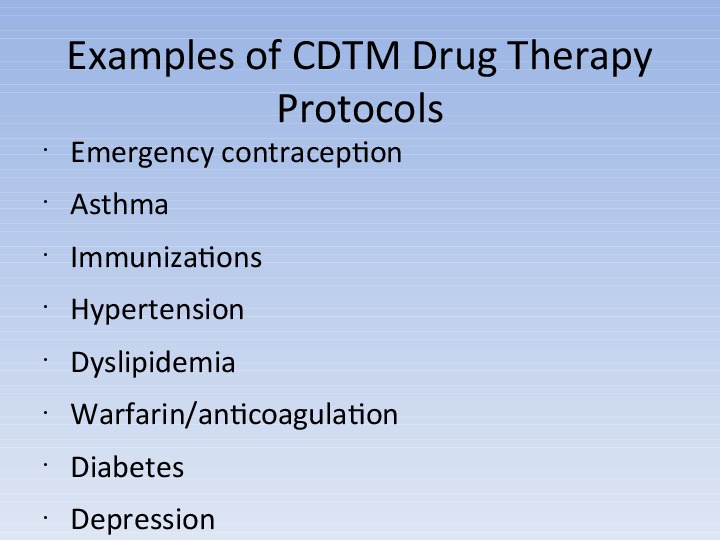 Examples of CDTM Drug Therapy
Protocols
· Emergency contraception
· Asthma
· Immunizations
· Hypertension
· Dyslipidemia
· Warfarin/anticoagulation
· Diabetes
· Depression